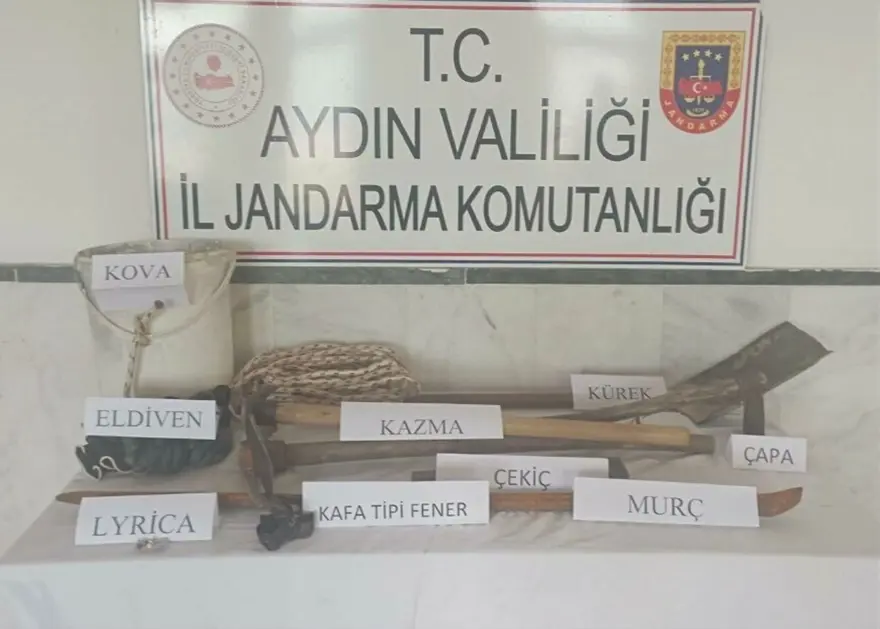 T.C.
AYDIN VALİLİĞİ
İL JANDARMA KOMUTANLIĞI
JANDARMA
KOVA
KÜREK
ELDİVEN
KAZMA
ÇAPA
ÇEKİÇ
LYRİCA
KAFA TİPİ FENER
MURÇ